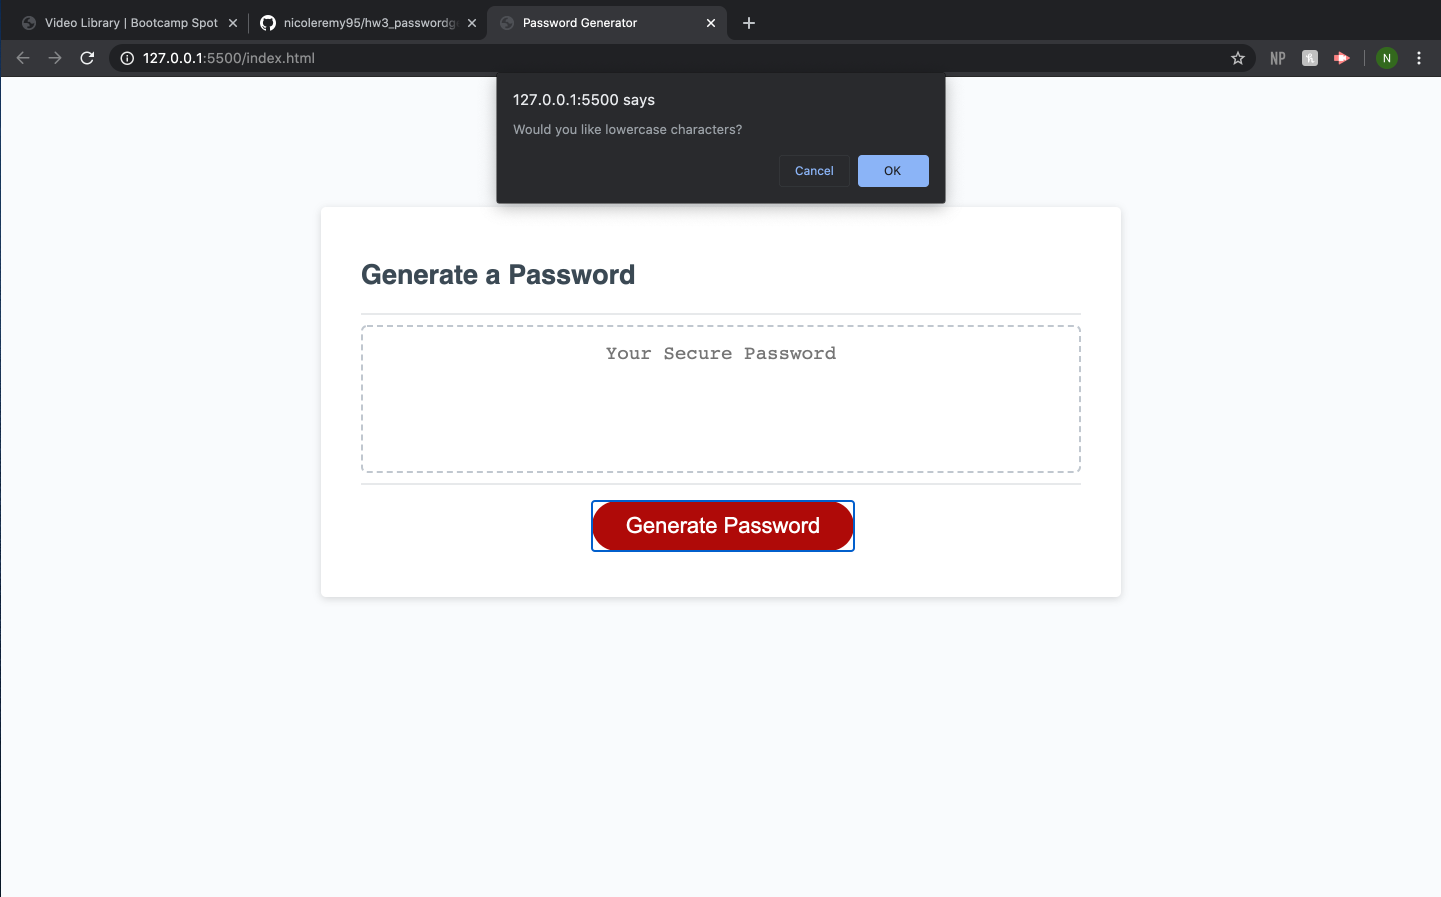 Video Library | Bootcamp Spot
nicoleremy95/hw3_passwordg
Password Generator
127.0.0.1:5500/index.html
NP
N
127.0.0.1:5500 says
Would you like lowercase characters?
Cancel
OK
Generate a Password
Your Secure Password
Generate Password